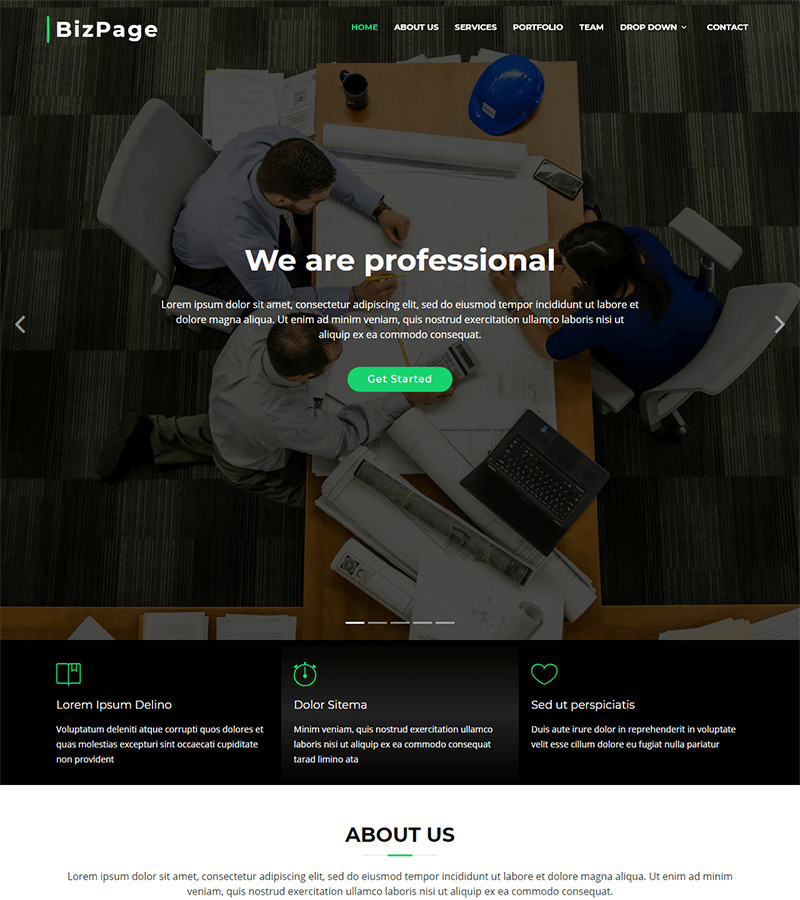 BizPage
HOME ABOUT US SERVICES PORTFOLIO TEAM DROP DOWN CONTACT
We are professional
Lorem ipsum dolor sit amet, consectetur adipiscing elit, sed do eiusmod tempor incididunt ut labore et
dolore magna aliqua. Ut enim ad minim veniam, quis nostrud exercitation ullamco laboris nisi ut
aliquip ex ea commodo consequat.
Get Started
Lorem Ipsum Delino
Voluptatum deleniti atque corrupti quos dolores et
quas molestias excepturi sint occaecati cupiditate
non provident
Dolor Sitema
Minim veniam, quis nostrud exercitation ullamco
laboris nisi ut aliquip ex ea commodo consequat
tarad limino ata
Sed ut perspiciatis
Duis aute irure dolor in reprehenderit in voluptate
velit esse cillum dolore eu fugiat nulla pariatur
ABOUT US
Lorem ipsum dolor sit amet, consectetur adipiscing elit, sed do eiusmod tempor incididunt ut labore et dolore magna aliqua. Ut enim ad minim
veniam, quis nostrud exercitation ullamco laboris nisi ut aliquip ex ea commodo consequat.